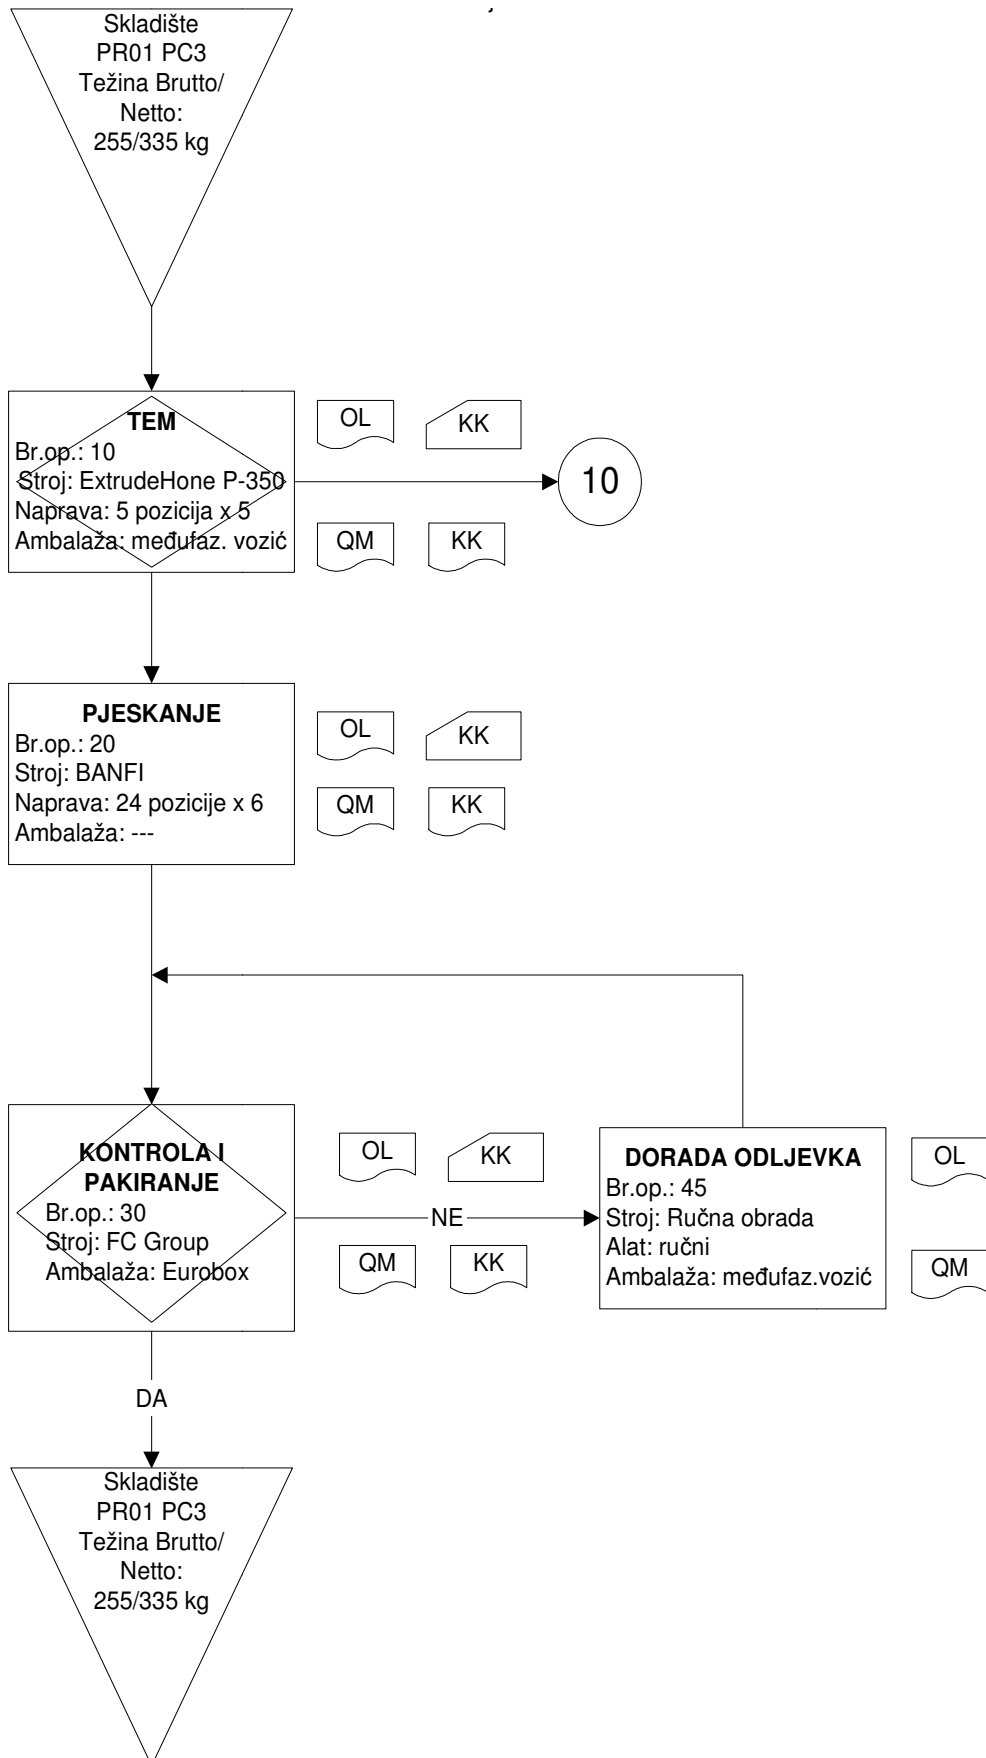 Skladište
PR01 PC3
Težina Brutto/
Netto:
255/335 kg
TEM
Br.op.: 10
Stroj: ExtrudeHone P-350
Naprava: 5 pozicija x 5
Ambalaža: međufaz. vozić
OL
KK
10
QM
KK
PJESKANJE
Br.op.: 20
Stroj: BANFI
Naprava: 24 pozicije x 6
Ambalaža: ---
OL
KK
QM
KK
KONTROLA I
PAKIRANJE
Br.op.: 30
Stroj: FC Group
Ambalaža: Eurobox
OL
KK
NE
QM
KK
DORADA ODLJEVKA
Br.op.: 45
Stroj: Ručna obrada
Alat: ručni
Ambalaža: međufaz.vozić
OL
QM
DA
Skladište
PR01 PC3
Težina Brutto/
Netto:
255/335 kg